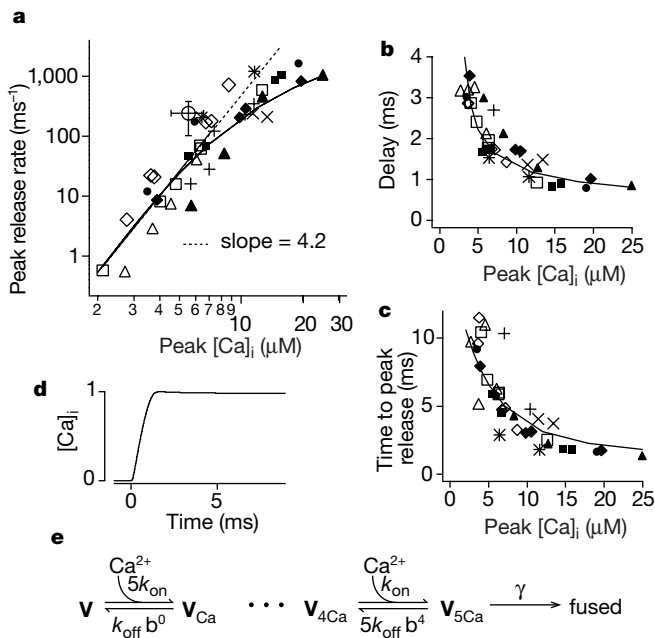 a
Peak release rate (ms⁻¹)
1,000
100
10
1
slope = 4.2
2 3 4 5 6 7 8 9 10 20 30
Peak [Ca]i (μM)
b
Delay (ms)
4
3
2
1
0
0 5 10 15 20 25
Peak [Ca]i (μM)
c
Time to peak
release (ms)
10
5
0
0 5 10 15 20 25
Peak [Ca]i (μM)
d
[Ca]i
1
0
0 5
Time (ms)
e
Ca²⁺ Ca²⁺
5kon kon γ
V VCa • • • V4Ca V5Ca fused
koff b⁰ 5koff b⁴